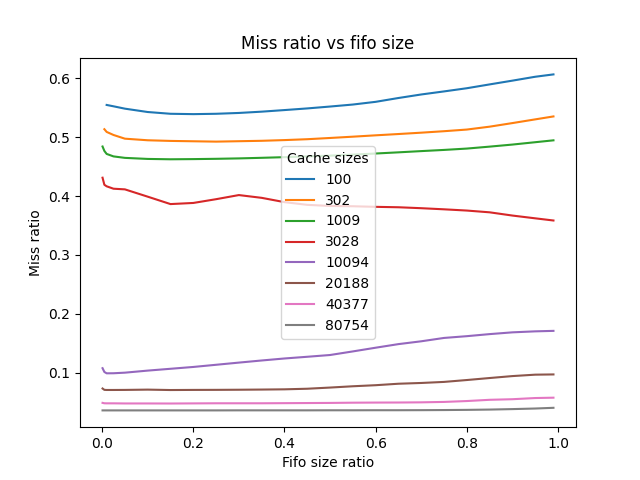 Miss ratio vs fifo size
Miss ratio
0.6
0.5
0.4
0.3
0.2
0.1
Cache sizes
100
302
1009
3028
10094
20188
40377
80754
0.0 0.2 0.4 0.6 0.8 1.0
Fifo size ratio